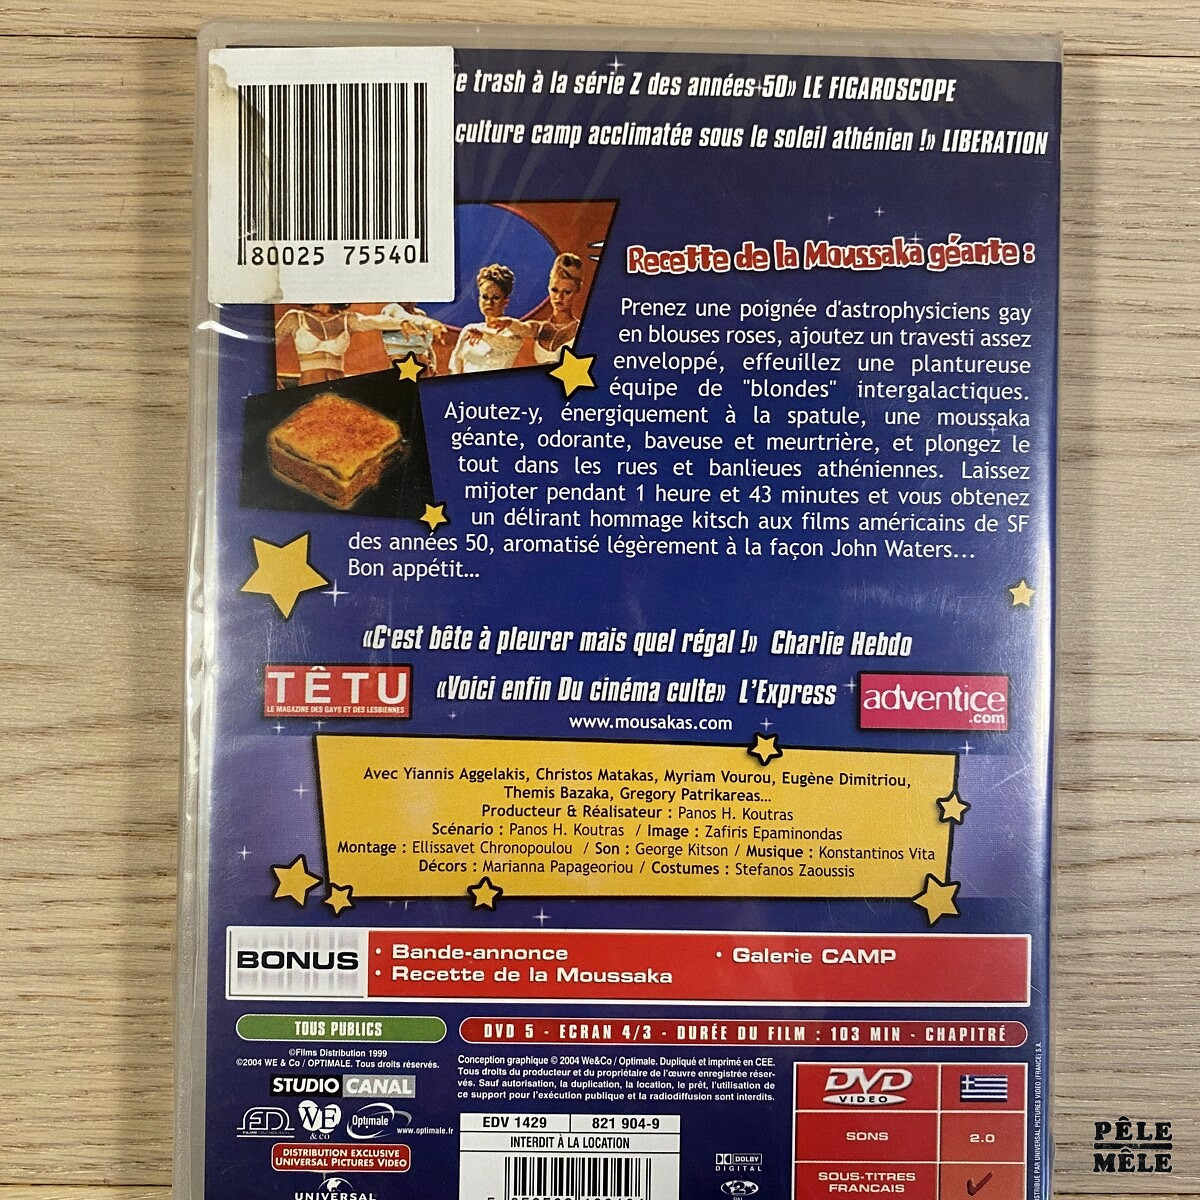 e trash à la série Z des années 50» LE FIGAROSCOPE
culture camp acclimatée sous le soleil athénien !» LIBERATION
80025 75540
Recette de la Moussaka géante :
Prenez une poignée d'astrophysiciens gay
en blouses roses, ajoutez un travesti assez
enveloppé, effeuillez une plantureuse
équipe de "blondes" intergalactiques.
Ajoutez-y, énergiquement à la spatule, une moussaka
géante, odorante, baveuse et meurtrière, et plongez le
tout dans les rues et banlieues athéniennes. Laissez
mijoter pendant 1 heure et 43 minutes et vous obtenez
un délirant hommage kitsch aux films américains de SF
des années 50, aromatisé légèrement à la façon John Waters...
Bon appétit...
«C'est bête à pleurer mais quel régal !» Charlie Hebdo
TÊTU
LE MAGAZINE DES GAYS ET DES LESBIENNES
«Voici enfin Du cinéma culte» L'Express
www.mousakas.com
adventice
.com
Avec Yiannis Aggelakis, Christos Matakas, Myriam Vourou, Eugène Dimitriou,
Themis Bazaka, Gregory Patrikareas...
Producteur & Réalisateur : Panos H. Koutras
Scénario : Panos H. Koutras / Image : Zafiris Epaminondas
Montage : Ellissavet Chronopoulou / Son : George Kitson / Musique : Konstantinos Vita
Décors : Marianna Papageoriou / Costumes : Stefanos Zaoussis
BONUS
• Bande-annonce
• Galerie CAMP
• Recette de la Moussaka
TOUS PUBLICS
DVD 5 - ECRAN 4/3 - DURÉE DU FILM : 103 MIN - CHAPITRÉ
©Films Distribution 1999
©2004 WE & Co / OPTIMALE. Tous droits réservés.
STUDIO CANAL
FDI
WE
& CO
Optimale
www.optimale.fr
DISTRIBUTION EXCLUSIVE
UNIVERSAL PICTURES VIDEO
UNIVERSAL
Conception graphique © 2004 We&Co / Optimale. Dupliqué et imprimé en CEE.
Tous droits du producteur et du propriétaire de l'œuvre enregistrée réser-
vés. Sauf autorisation, la duplication, la location, le prêt, l'utilisation de
ce support pour l'exécution publique et la radiodiffusion sont interdits.
EDV 1429 821 904-9
INTERDIT À LA LOCATION
DOLBY
DIGITAL
PAL
DVD
VIDEO
SONS 2.0
SOUS-TITRES
FRANÇAIS
PÊLE
MÊLE